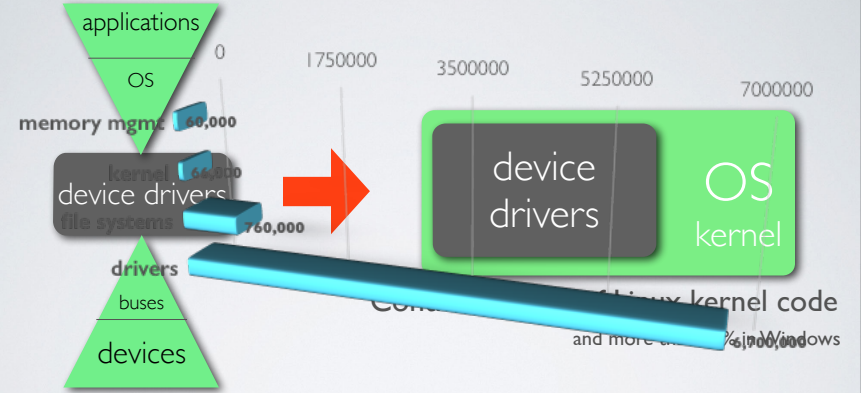 applications
OS
0
1750000
3500000
5250000
7000000
memory mgmt
60,000
kernel
66,000
device drivers
file systems
760,000
drivers
buses
devices
device
drivers
OS
kernel
Linux kernel code
and more
% in Windows
6,700,000